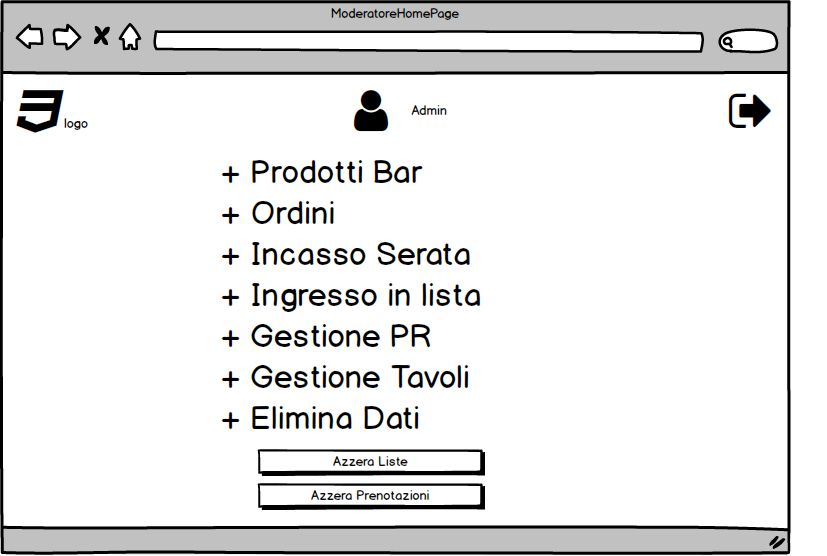 ModeratoreHomePage
logo
Admin
+ Prodotti Bar
+ Ordini
+ Incasso Serata
+ Ingresso in lista
+ Gestione PR
+ Gestione Tavoli
+ Elimina Dati
Azzera Liste
Azzera Prenotazioni